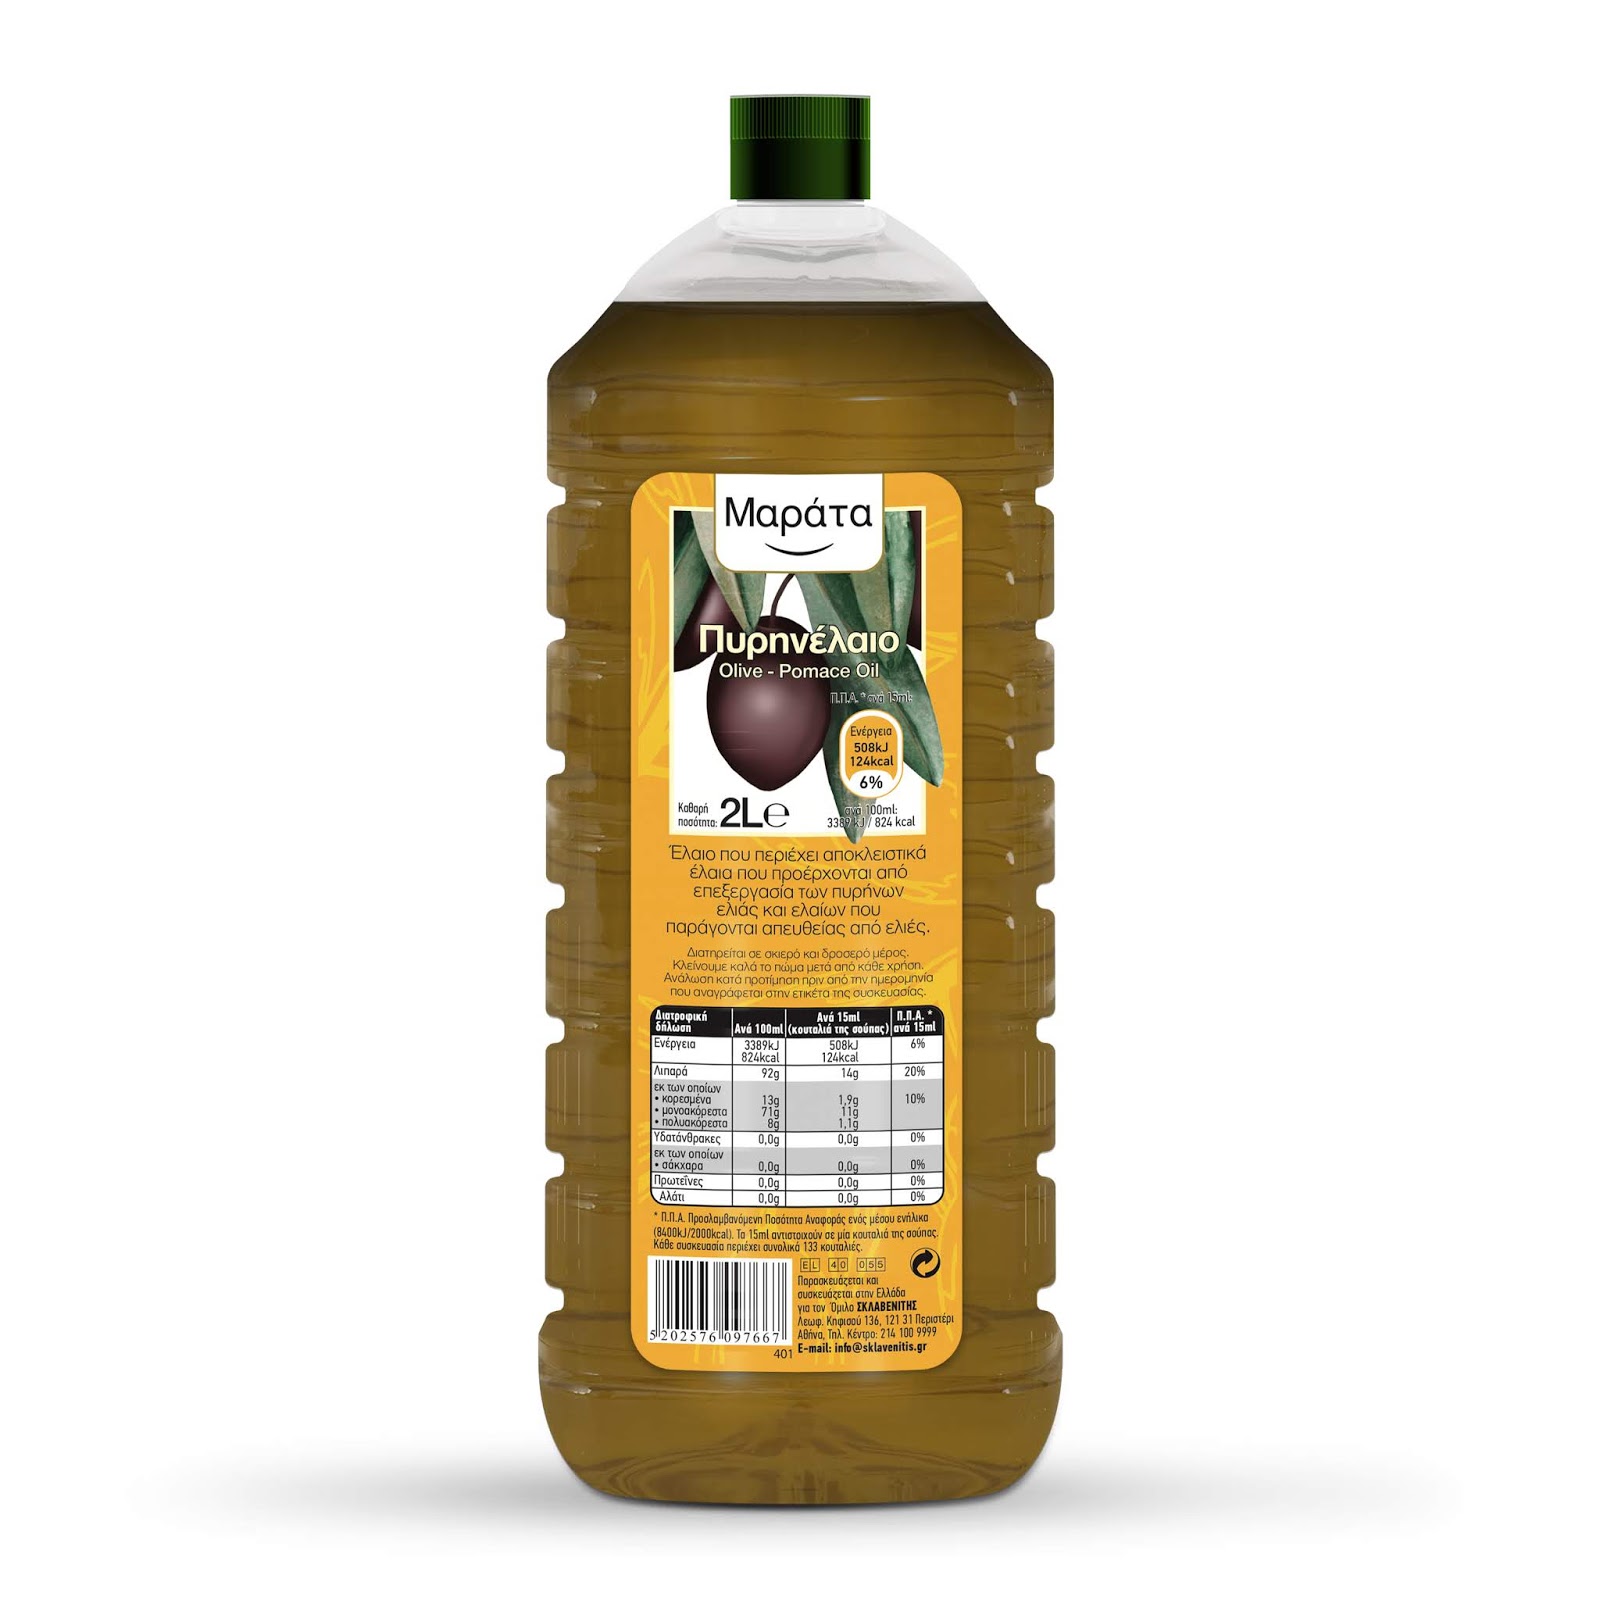 Μαράτα
Πυρηνέλαιο
Olive - Pomace Oil
Π.Π.Α. * ανά 15ml:
Ενέργεια
508kJ
124kcal
6%
Καθαρή
ποσότητα: 2L℮
ανά 100ml:
3389 kJ / 824 kcal
Έλαιο που περιέχει αποκλειστικά
έλαια που προέρχονται από
επεξεργασία των πυρήνων
ελιάς και ελαίων που
παράγονται απευθείας από ελιές.
Διατηρείται σε σκιερό και δροσερό μέρος.
Κλείνουμε καλά το πώμα μετά από κάθε χρήση.
Ανάλωση κατά προτίμηση πριν από την ημερομηνία
που αναγράφεται στην ετικέτα της συσκευασίας.
Διατροφική δήλωση Ανά 100ml Ανά 15ml (κουταλιά της σούπας) Π.Π.Α. * ανά 15ml
Ενέργεια 3389kJ 508kJ 6%
824kcal 124kcal
Λιπαρά 92g 14g 20%
εκ των οποίων
• κορεσμένα 13g 1,9g 10%
• μονοακόρεστα 71g 11g
• πολυακόρεστα 8g 1,1g
Υδατάνθρακες 0,0g 0,0g 0%
εκ των οποίων
• σάκχαρα 0,0g 0,0g 0%
Πρωτεΐνες 0,0g 0,0g 0%
Αλάτι 0,0g 0,0g 0%
* Π.Π.Α. Προσλαμβανόμενη Ποσότητα Αναφοράς ενός μέσου ενήλικα
(8400kJ/2000kcal). Τα 15ml αντιστοιχούν σε μία κουταλιά της σούπας.
Κάθε συσκευασία περιέχει συνολικά 133 κουταλιές.
EL 40 055
Παρασκευάζεται και
συσκευάζεται στην Ελλάδα
για τον Όμιλο ΣΚΛΑΒΕΝΙΤΗΣ
Λεωφ. Κηφισού 136, 121 31 Περιστέρι
Αθήνα, Τηλ. Κέντρο: 214 100 9999
E-mail: info@sklavenitis.gr
5 202576 097667
401